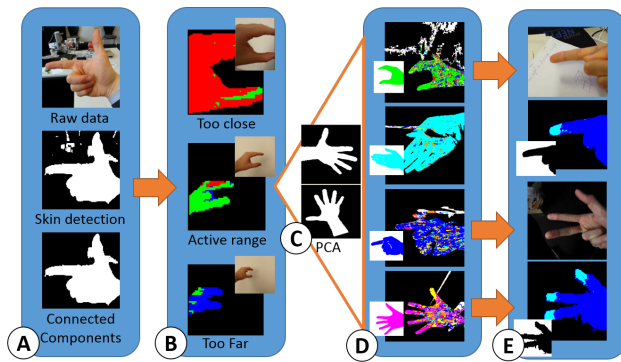 Raw data
Skin detection
Connected
Components
A
Too close
Active range
Too Far
B
C
PCA
D
E